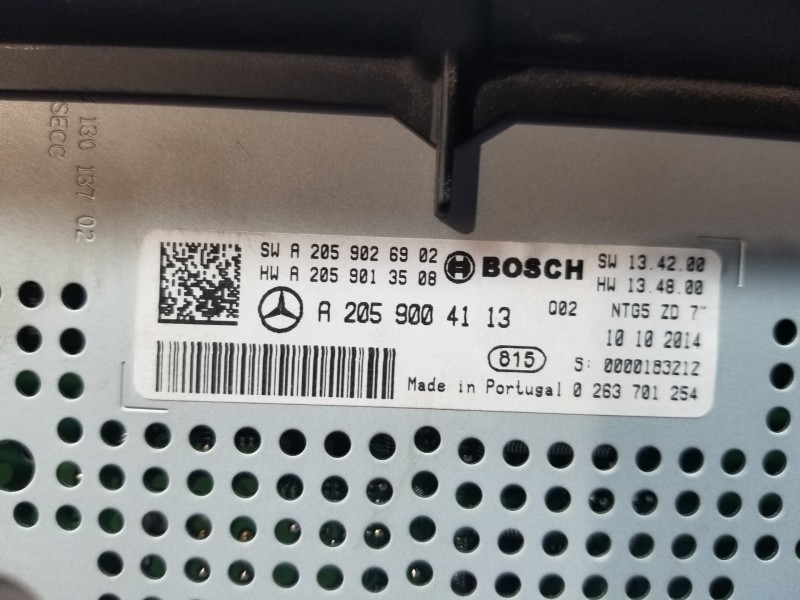 130 137 02
SECC
SW A 205 902 69 02
HW A 205 901 35 08
BOSCH
SW 13.42.00
HW 13.48.00
A 205 900 41 13
Q02
NTG5 ZD 7"
10 10 2014
815
S: 0000183212
Made in Portugal 0 263 701 254